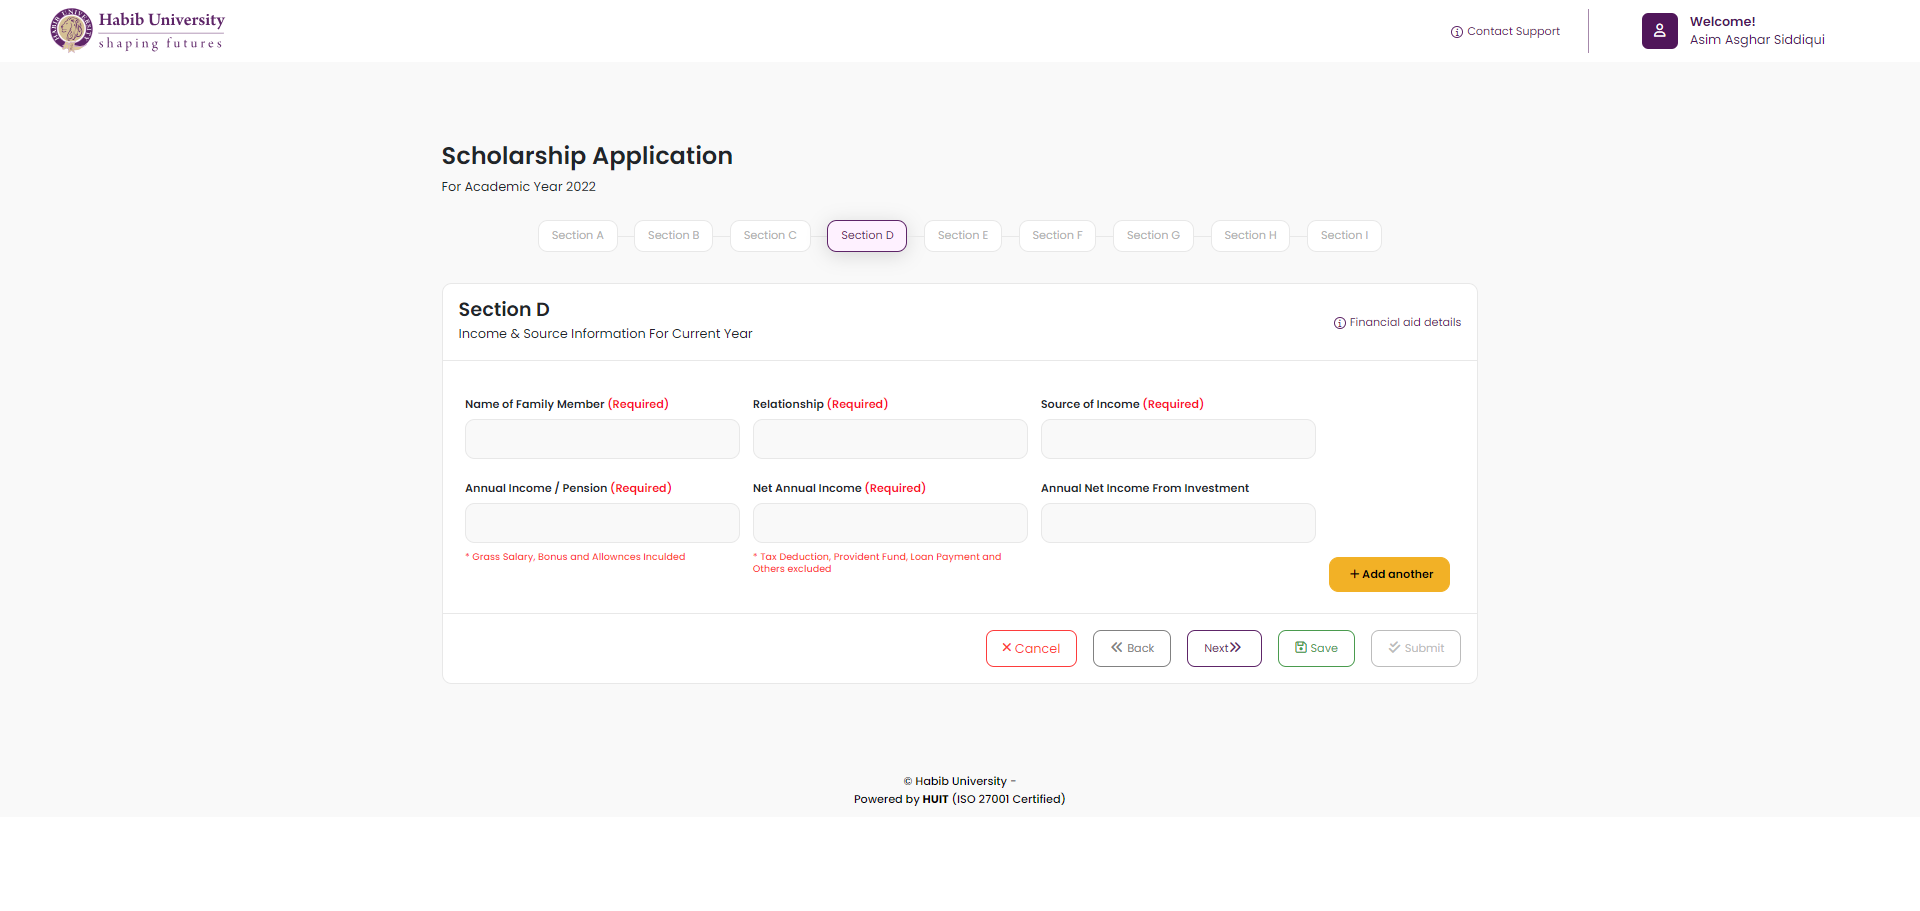 Habib University
shaping futures
Contact Support
Welcome!
Asim Asghar Siddiqui
Scholarship Application
For Academic Year 2022
Section A
Section B
Section C
Section D
Section E
Section F
Section G
Section H
Section I
Section D
Income & Source Information For Current Year
Financial aid details
Name of Family Member (Required)
Relationship (Required)
Source of Income (Required)
Annual Income / Pension (Required)
Net Annual Income (Required)
Annual Net Income From Investment
* Grass Salary, Bonus and Allownces Inculded
* Tax Deduction, Provident Fund, Loan Payment and
Others excluded
Add another
Cancel
Back
Next
Save
Submit
© Habib University -
Powered by HUIT (ISO 27001 Certified)